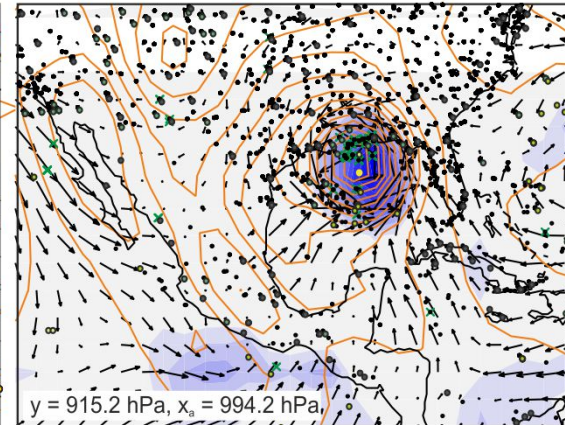 y = 915.2 hPa, xₐ = 994.2 hPa,